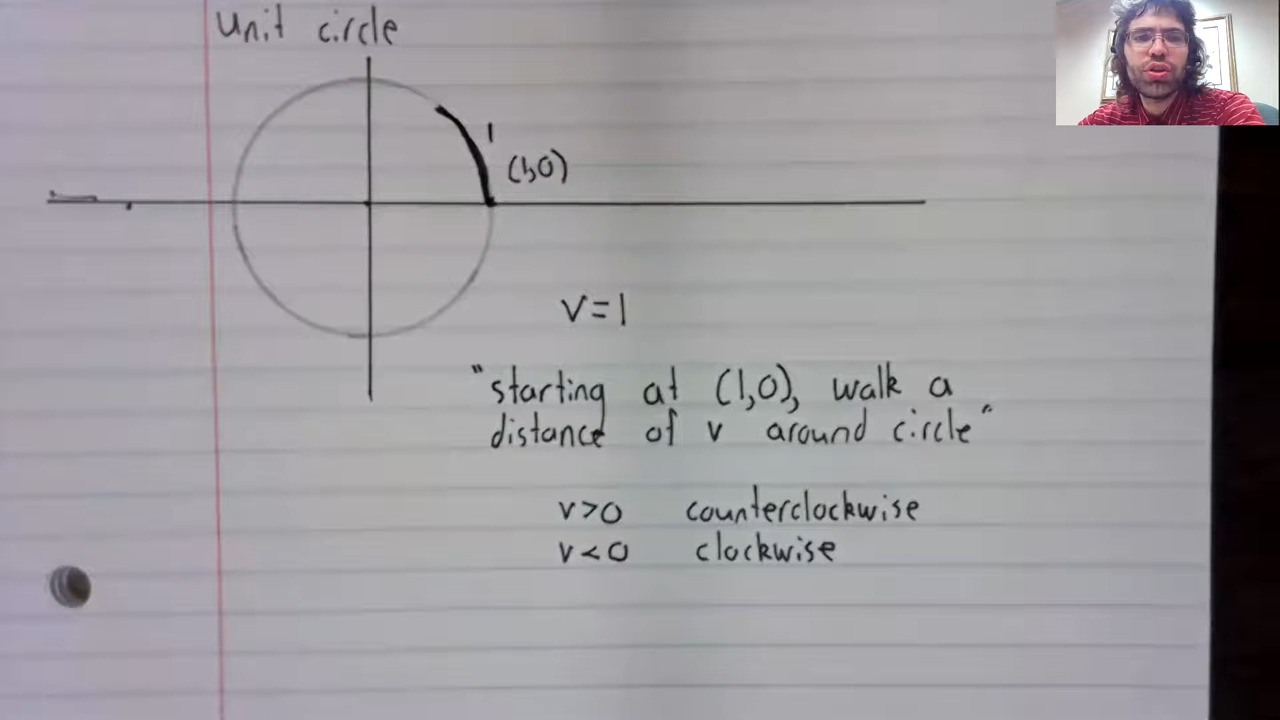 Unit circle
1
(1,0)
v=1
"starting at (1,0), walk a
distance of v around circle"
v>0 counterclockwise
v<0 clockwise